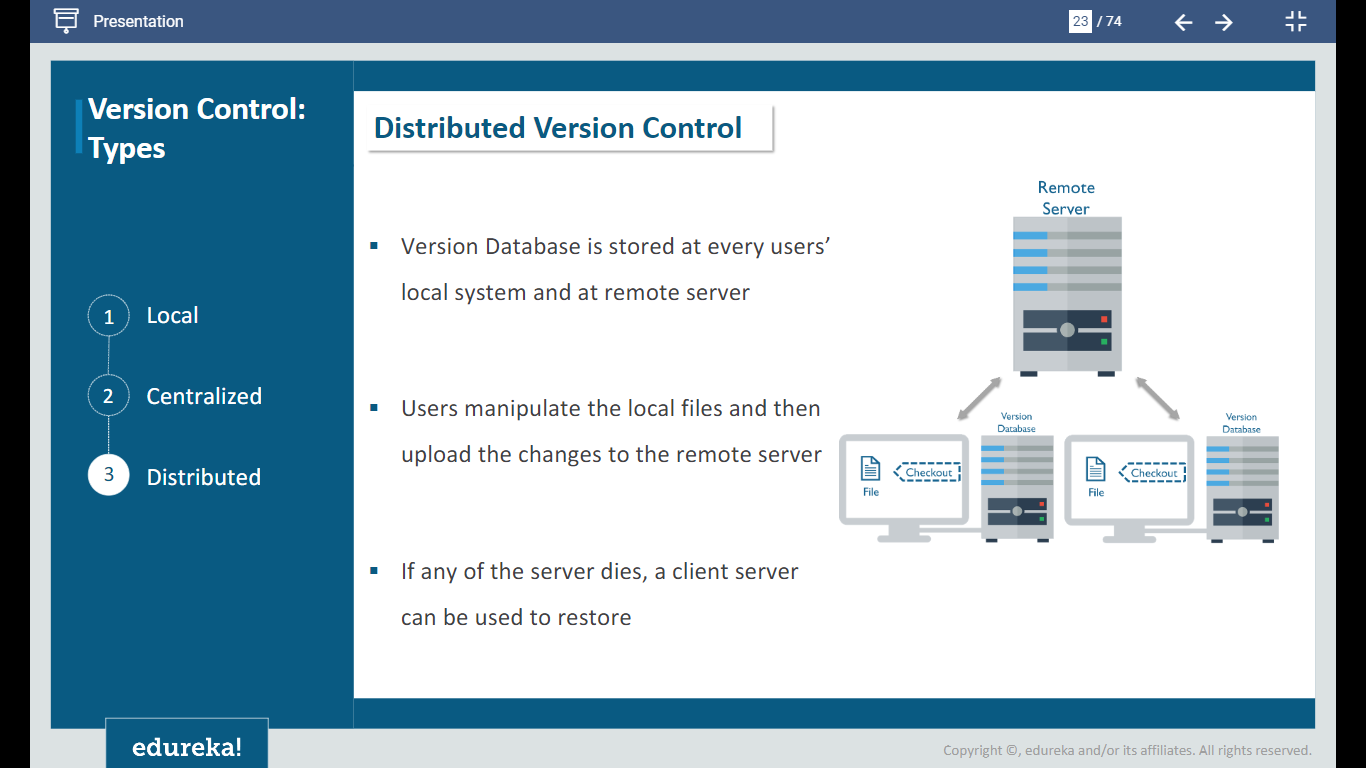 Presentation
23 / 74
Version Control:
Types
1 Local
2 Centralized
3 Distributed
Distributed Version Control
▪ Version Database is stored at every users’
local system and at remote server
▪ Users manipulate the local files and then
upload the changes to the remote server
▪ If any of the server dies, a client server
can be used to restore
Remote
Server
Version
Database
File
Checkout
Version
Database
File
Checkout
edureka!
Copyright ©, edureka and/or its affiliates. All rights reserved.